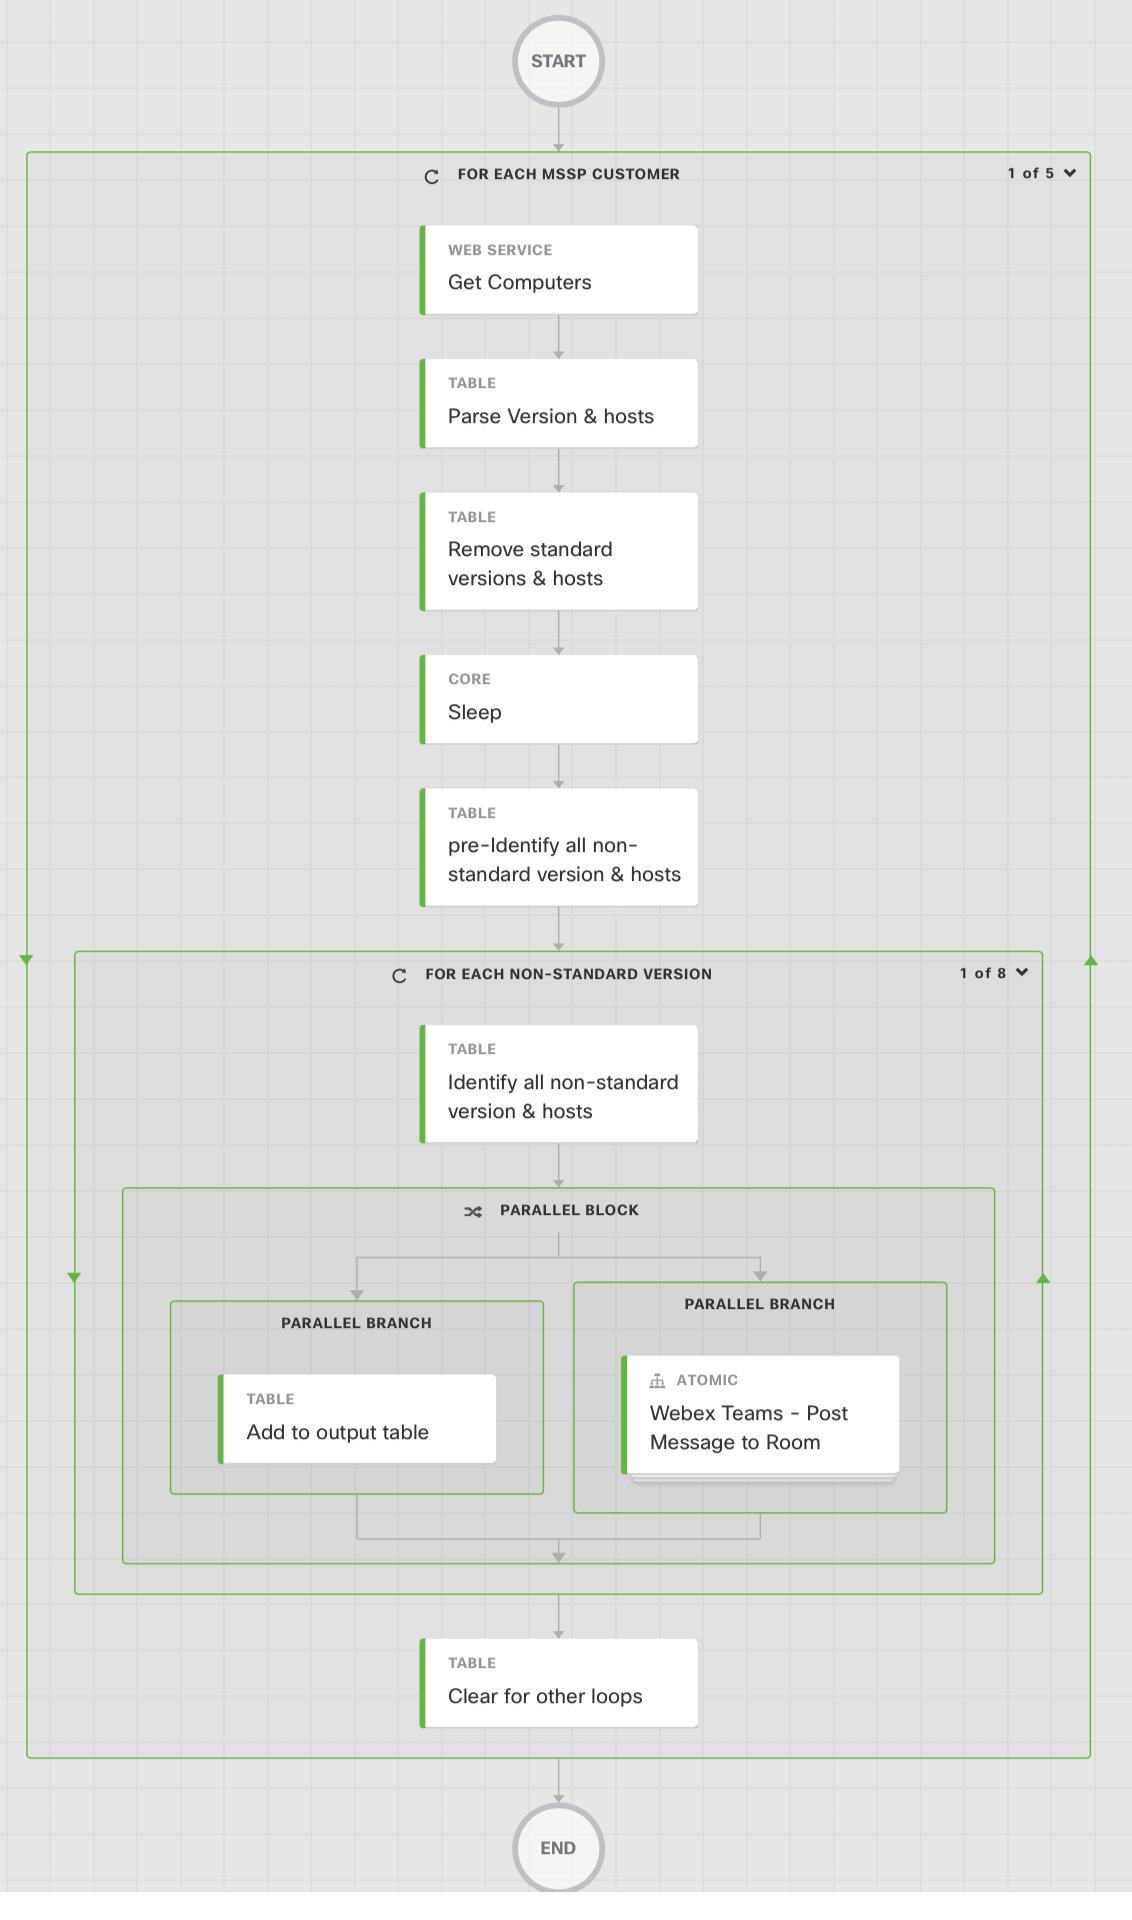 START
FOR EACH MSSP CUSTOMER
1 of 5
WEB SERVICE
Get Computers
TABLE
Parse Version & hosts
TABLE
Remove standard
versions & hosts
CORE
Sleep
TABLE
pre-Identify all non-
standard version & hosts
FOR EACH NON-STANDARD VERSION
1 of 8
TABLE
Identify all non-standard
version & hosts
PARALLEL BLOCK
PARALLEL BRANCH
TABLE
Add to output table
PARALLEL BRANCH
ATOMIC
Webex Teams - Post
Message to Room
TABLE
Clear for other loops
END